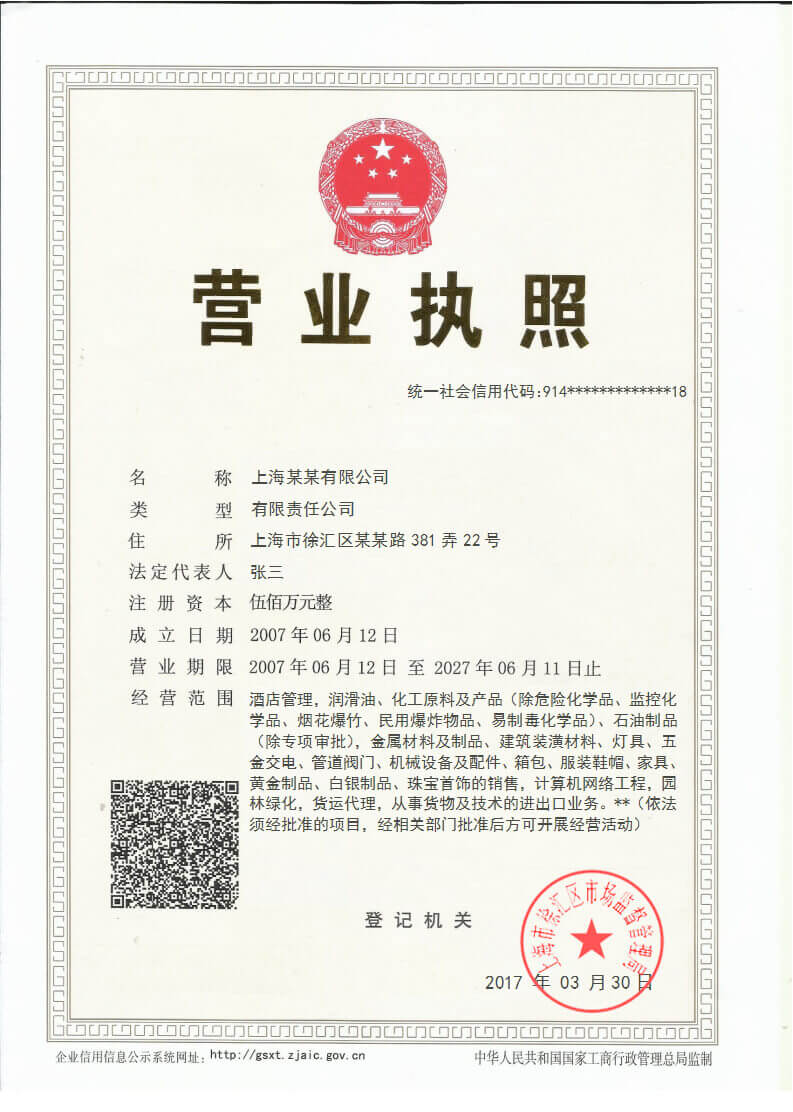 营业执照
统一社会信用代码:914*************18
名称 上海某某有限公司
类型 有限责任公司
住所 上海市徐汇区某某路 381 弄 22 号
法定代表人 张三
注册资本 伍佰万元整
成立日期 2007 年 06 月 12 日
营业期限 2007 年 06 月 12 日 至 2027 年 06 月 11 日止
经营范围 酒店管理，润滑油、化工原料及产品（除危险化学品、监控化
学品、烟花爆竹、民用爆炸物品、易制毒化学品）、石油制品
（除专项审批），金属材料及制品、建筑装潢材料、灯具、五
金交电、管道阀门、机械设备及配件、箱包、服装鞋帽、家具、
黄金制品、白银制品、珠宝首饰的销售，计算机网络工程，园
林绿化，货运代理，从事货物及技术的进出口业务。**（依法
须经批准的项目，经相关部门批准后方可开展经营活动）
登记机关
上海市徐汇区市场监督管理局
2017 年 03 月 30 日
企业信用信息公示系统网址：http://gsxt.zjaic.gov.cn
中华人民共和国国家工商行政管理总局监制